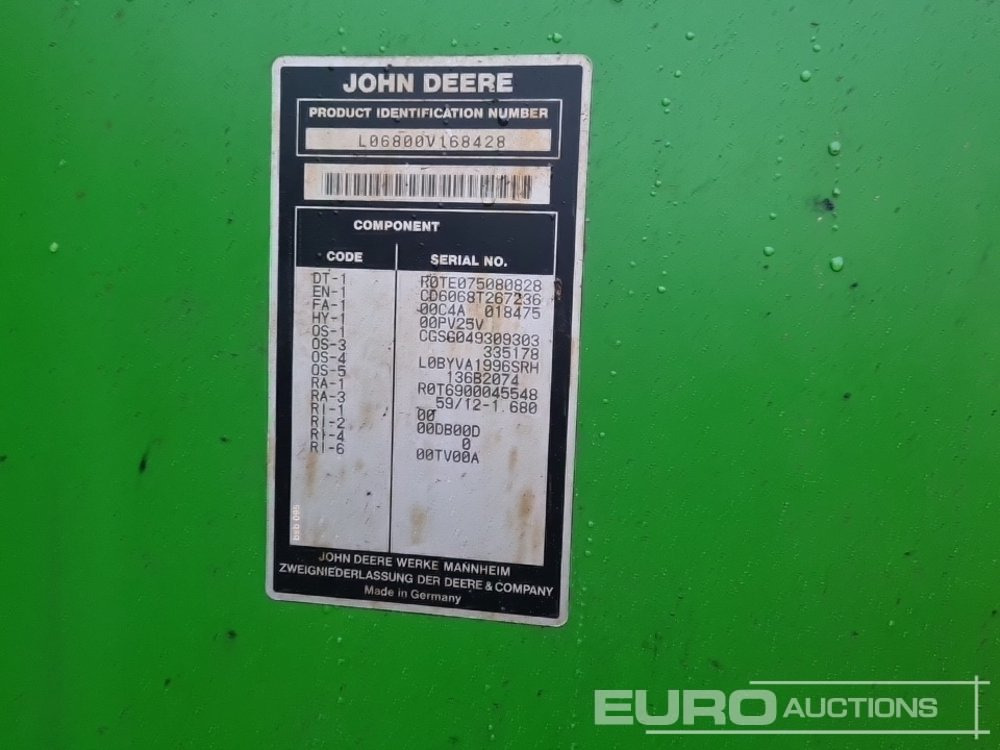 JOHN DEERE
PRODUCT IDENTIFICATION NUMBER
L06800V168428
COMPONENT
CODE SERIAL NO.
DT-1 R0TE075080828
EN-1 CD6068T267236
FA-1 00C4A 018475
HY-1 00PV25V
OS-1 CGS6049309303
OS-3 335178
OS-4 L0BYVA1996SRH
OS-5 136B2074
RA-1 R0T6900045548
RA-3 59/12-1.680
RI-1 00
RI-2 00DB00D
RI-4 0
RI-6 00TV00A
JOHN DEERE WERKE MANNHEIM
ZWEIGNIEDERLASSUNG DER DEERE & COMPANY
Made in Germany
EURO AUCTIONS